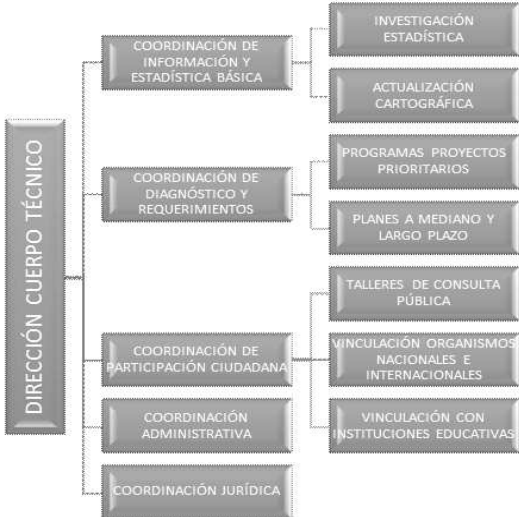 DIRECCIÓN CUERPO TÉCNICO
COORDINACIÓN DE
INFORMACIÓN Y
ESTADÍSTICA BÁSICA
INVESTIGACIÓN
ESTADÍSTICA
ACTUALIZACIÓN
CARTOGRÁFICA
COORDINACIÓN DE
DIAGNÓSTICO Y
REQUERIMIENTOS
PROGRAMAS PROYECTOS
PRIORITARIOS
PLANES A MEDIANO Y
LARGO PLAZO
COORDINACIÓN DE
PARTICIPACIÓN CIUDADANA
TALLERES DE CONSULTA
PÚBLICA
VINCULACIÓN ORGANISMOS
NACIONALES E
INTERNACIONALES
VINCULACIÓN CON
INSTITUCIONES EDUCATIVAS
COORDINACIÓN
ADMINISTRATIVA
COORDINACIÓN JURÍDICA